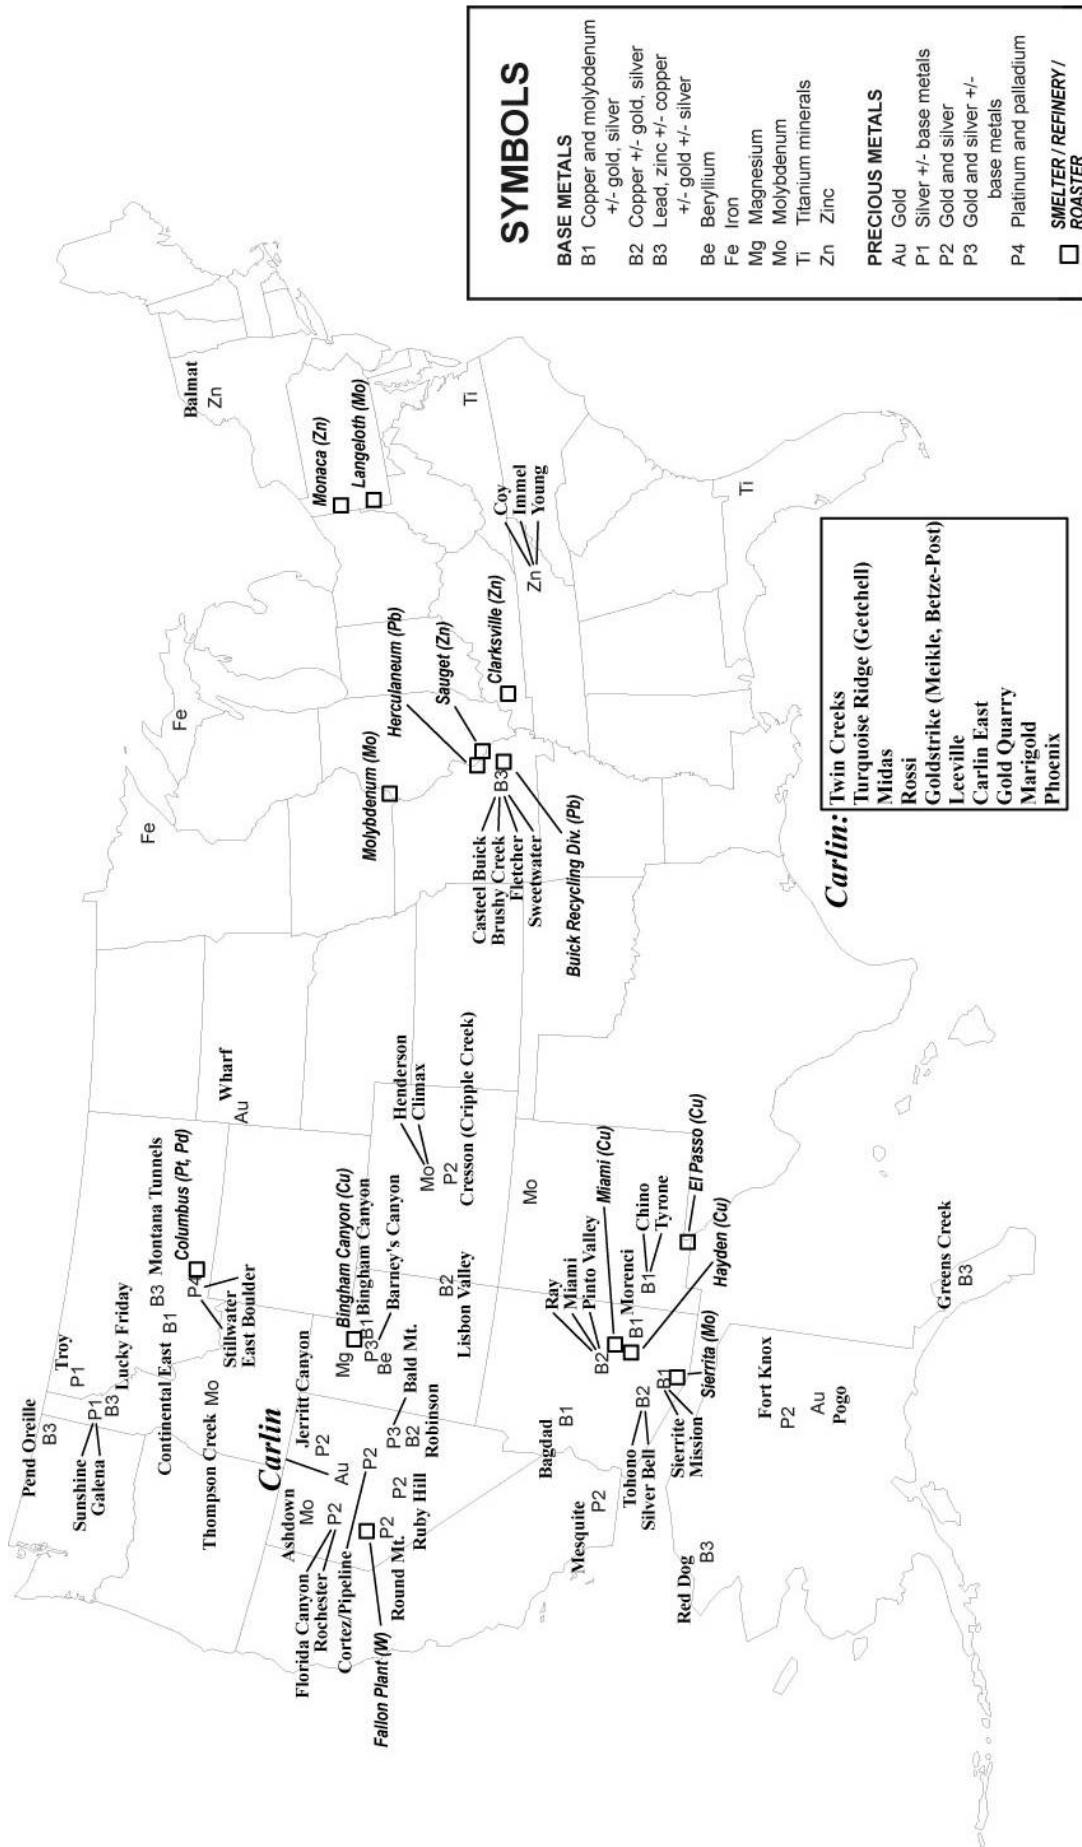 Pend Oreille
B3
Troy
P1
Sunshine
Galena
P1
B3
Lucky Friday
Continental East
B1
B3
Montana Tunnels
Columbus (Pt, Pd)
P4
Stillwater
East Boulder
Thompson Creek
Mo
Wharf
Au
Carlin
Au
Jerritt Canyon
P2
Ashdown
Mo
Florida Canyon
Rochester
P2
Cortez/Pipeline
P2
Fallon Plant (W)
Round Mt.
P2
Ruby Hill
P2
Bald Mt.
P3
B2
Robinson
Mg
Bingham Canyon (Cu)
B1
Bingham Canyon
P3
Barney's Canyon
Be
Henderson
Climax
Mo
P2
Cresson (Cripple Creek)
B2
Lisbon Valley
Mo
Ray
Miami
Pinto Valley
B2
Miami (Cu)
Morenci
B1
Chino
Tyrone
B1
El Passo (Cu)
Hayden (Cu)
Bagdad
B1
Mesquite
P2
Tohono
Silver Bell
B2
Sierrite
Mission
B1
Sierrita (Mo)
Red Dog
B3
Fort Knox
P2
Au
Pogo
Greens Creek
B3
Fe
Fe
Molybdenum (Mo)
Herculaneum (Pb)
Sauget (Zn)
Clarksville (Zn)
B3
Casteel Buick
Brushy Creek
Fletcher
Sweetwater
Buick Recycling Div. (Pb)
Balmat
Zn
Monaca (Zn)
Langeloth (Mo)
Ti
Coy
Immel
Young
Zn
Ti
Carlin:
Twin Creeks
Turquoise Ridge (Getchell)
Midas
Rossi
Goldstrike (Meikle, Betze-Post)
Leeville
Carlin East
Gold Quarry
Marigold
Phoenix
SYMBOLS
BASE METALS
B1 Copper and molybdenum
+/- gold, silver
B2 Copper +/- gold, silver
B3 Lead, zinc +/- copper
+/- gold +/- silver
Be Beryllium
Fe Iron
Mg Magnesium
Mo Molybdenum
Ti Titanium minerals
Zn Zinc
PRECIOUS METALS
Au Gold
P1 Silver +/- base metals
P2 Gold and silver
P3 Gold and silver +/-
base metals
P4 Platinum and palladium
SMELTER / REFINERY /
ROASTER